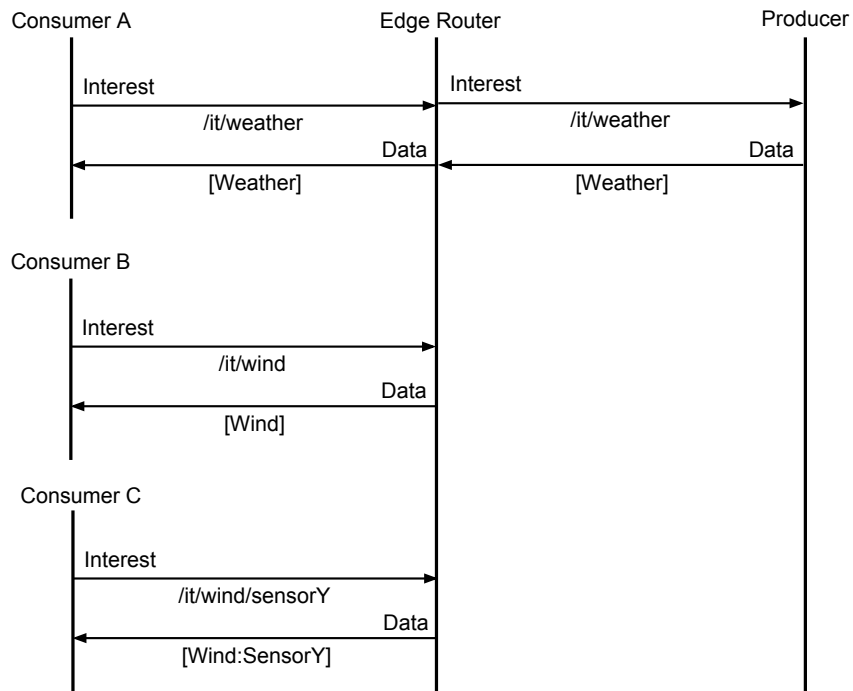 Consumer A
Edge Router
Producer
Interest
Interest
/it/weather
/it/weather
Data
Data
[Weather]
[Weather]
Consumer B
Interest
/it/wind
Data
[Wind]
Consumer C
Interest
/it/wind/sensorY
Data
[Wind:SensorY]